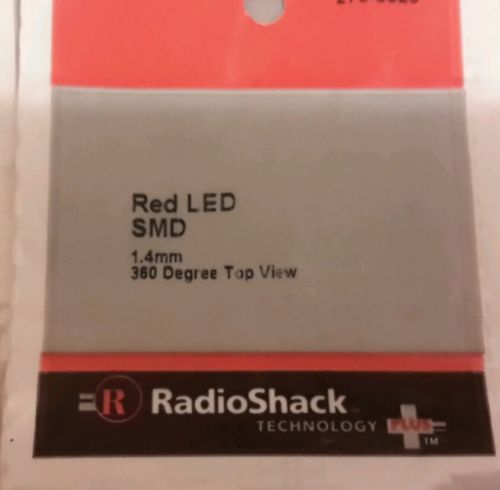 Red LED
SMD
1.4mm
360 Degree Top View
R RadioShack
TECHNOLOGY PLUS
TM